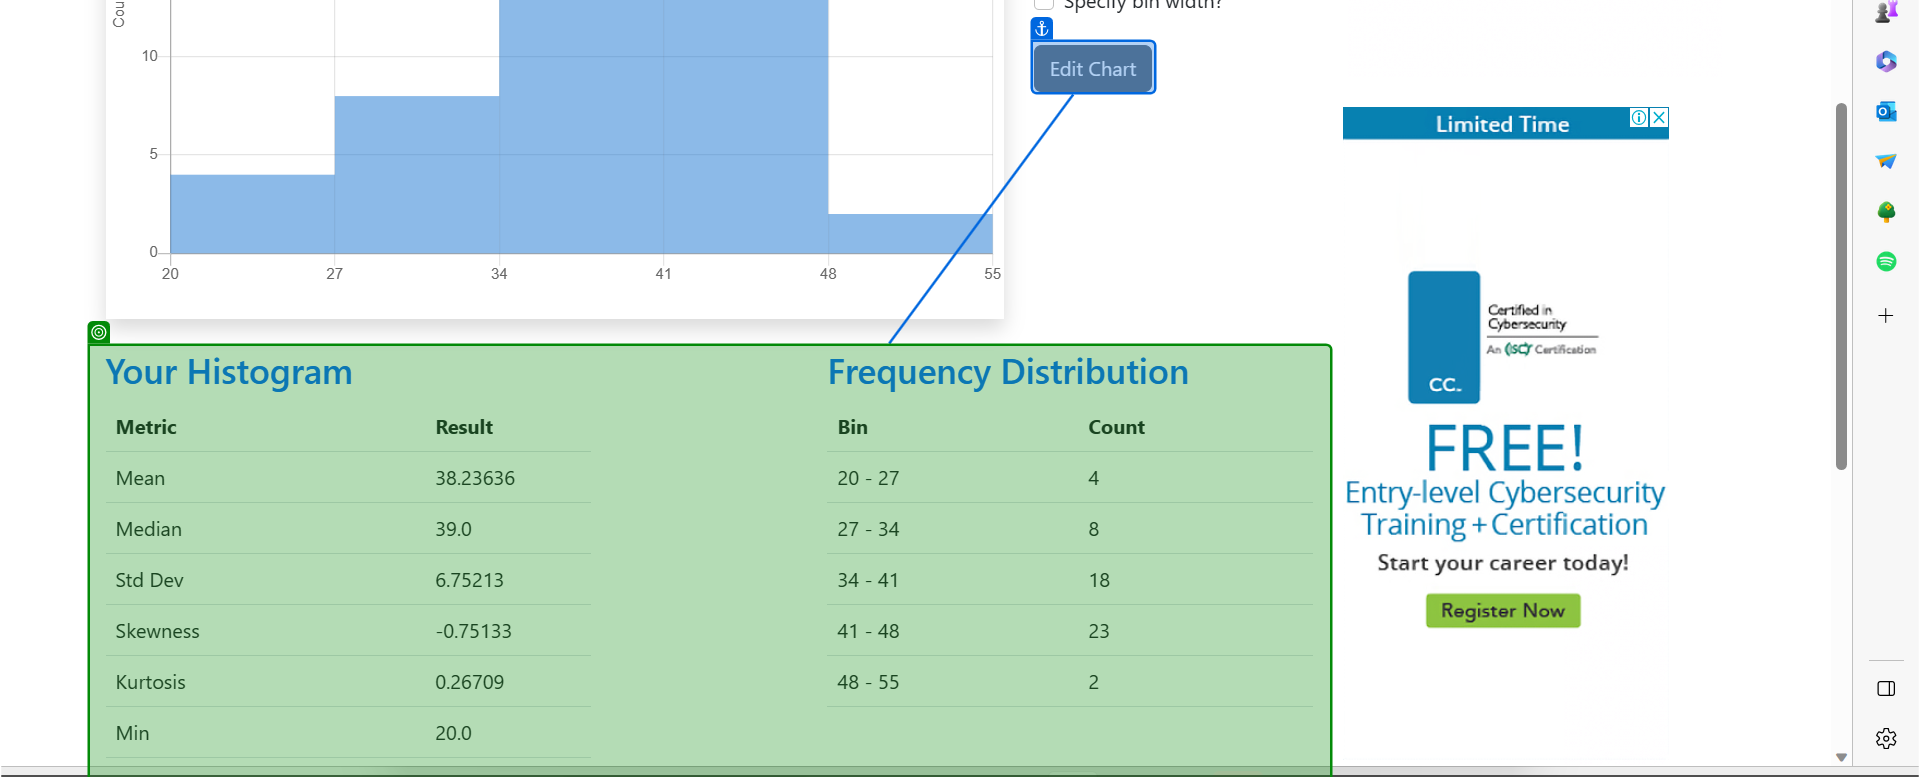 Cou
Specify bin width?
10
Edit Chart
5
0
20 27 34 41 48 55
Limited Time
Your Histogram
Metric Result
Mean 38.23636
Median 39.0
Std Dev 6.75213
Skewness -0.75133
Kurtosis 0.26709
Min 20.0
Frequency Distribution
Bin Count
20 - 27 4
27 - 34 8
34 - 41 18
41 - 48 23
48 - 55 2
Certified in
Cybersecurity
An (ISC)² Certification
CC
FREE!
Entry-level Cybersecurity
Training + Certification
Start your career today!
Register Now